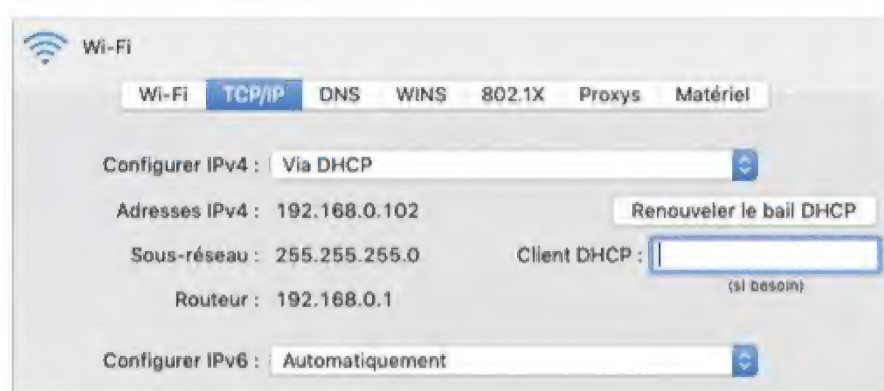 Wi-Fi
Wi-Fi TCP/IP DNS WINS 802.1X Proxys Matériel
Configurer IPv4 : Via DHCP
Adresses IPv4 : 192.168.0.102 Renouveler le bail DHCP
Sous-réseau : 255.255.255.0 Client DHCP :
(si besoin)
Routeur : 192.168.0.1
Configurer IPv6 : Automatiquement